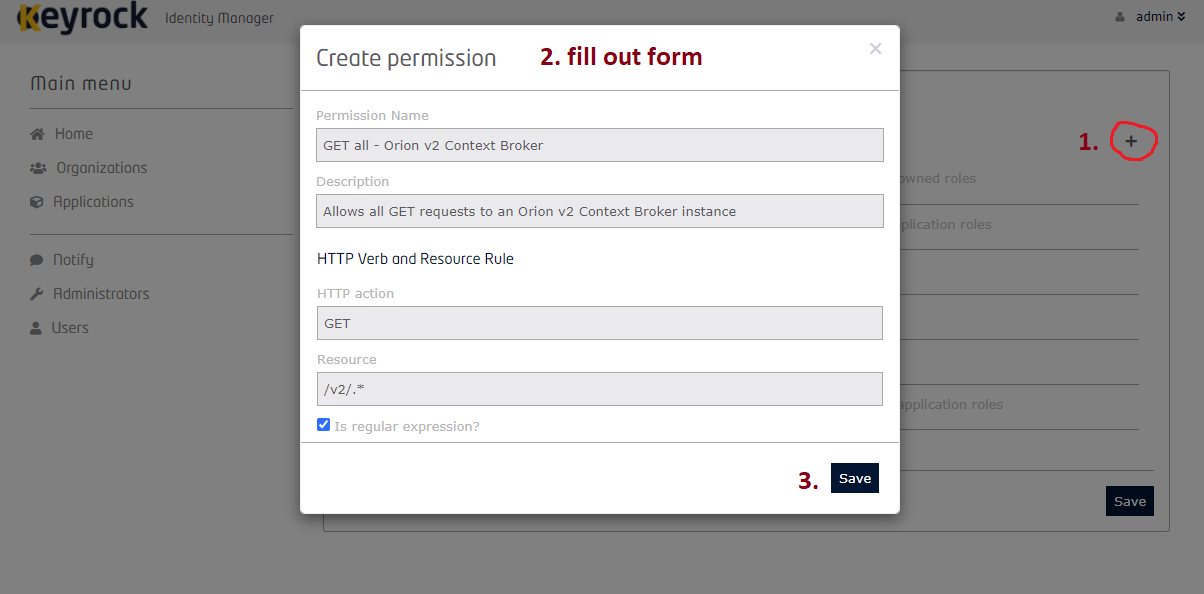 Keyrock Identity Manager
admin
Main menu
Home
Organizations
Applications
Notify
Administrators
Users
Create permission
2. fill out form
×
Permission Name
GET all - Orion v2 Context Broker
Description
Allows all GET requests to an Orion v2 Context Broker instance
HTTP Verb and Resource Rule
HTTP action
GET
Resource
/v2/.*
Is regular expression?
3. Save
1. +
owned roles
plication roles
application roles
Save